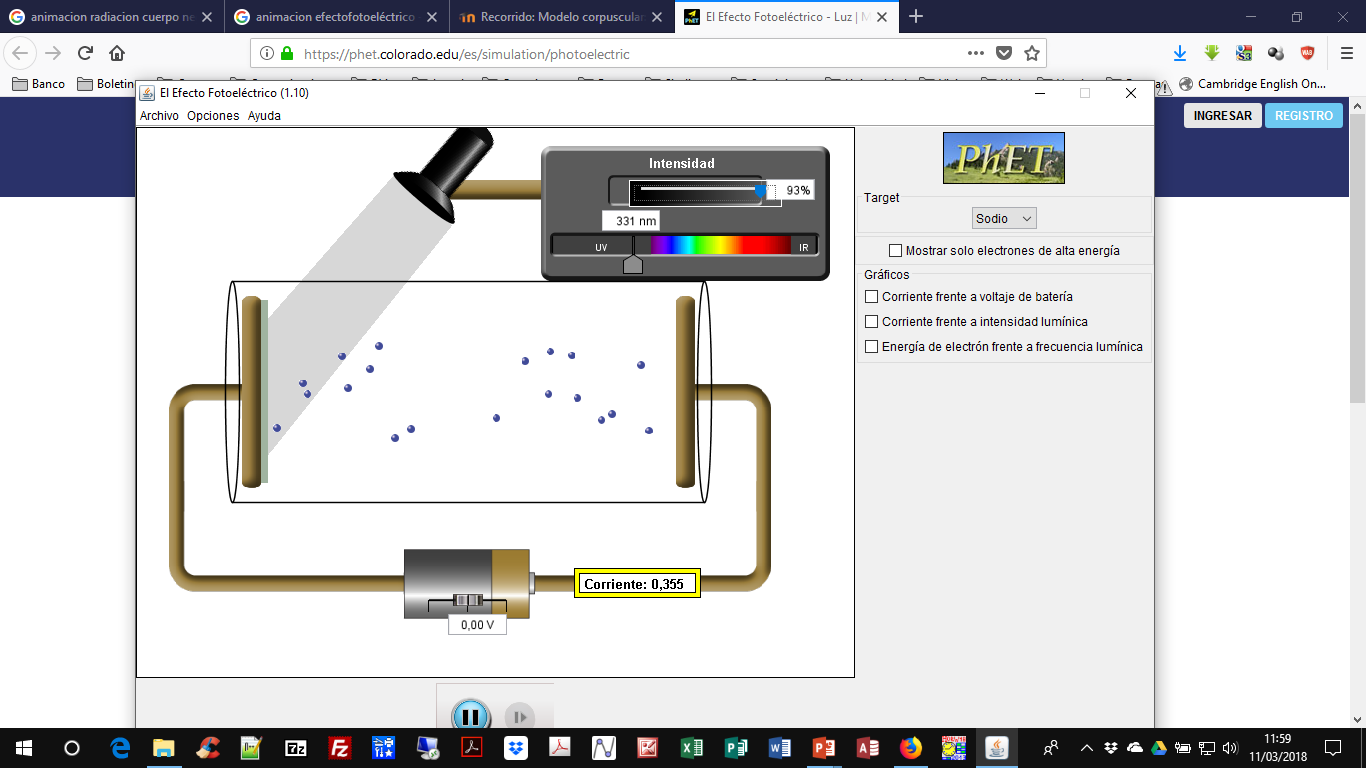 animacion radiacion cuerpo ne
animacion efectofotoeléctrico
Recorrido: Modelo corpuscular
El Efecto Fotoeléctrico - Luz | M
https://phet.colorado.edu/es/simulation/photoelectric
Banco
Boletin
Cambridge English On...
El Efecto Fotoeléctrico (1.10)
Archivo Opciones Ayuda
INGRESAR
REGISTRO
Intensidad
93%
331 nm
UV
IR
PhET
Target
Sodio
Mostrar solo electrones de alta energía
Gráficos
Corriente frente a voltaje de batería
Corriente frente a intensidad lumínica
Energía de electrón frente a frecuencia lumínica
Corriente: 0,355
0,00 V
11:59
11/03/2018